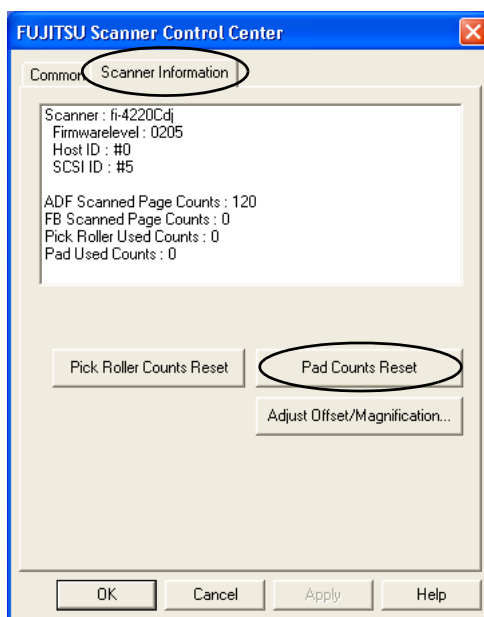 FUJITSU Scanner Control Center
Common Scanner Information
Scanner : fi-4220Cdj
Firmwarelevel : 0205
Host ID : #0
SCSI ID : #5
ADF Scanned Page Counts : 120
FB Scanned Page Counts : 0
Pick Roller Used Counts : 0
Pad Used Counts : 0
Pick Roller Counts Reset Pad Counts Reset
Adjust Offset/Magnification...
OK Cancel Apply Help